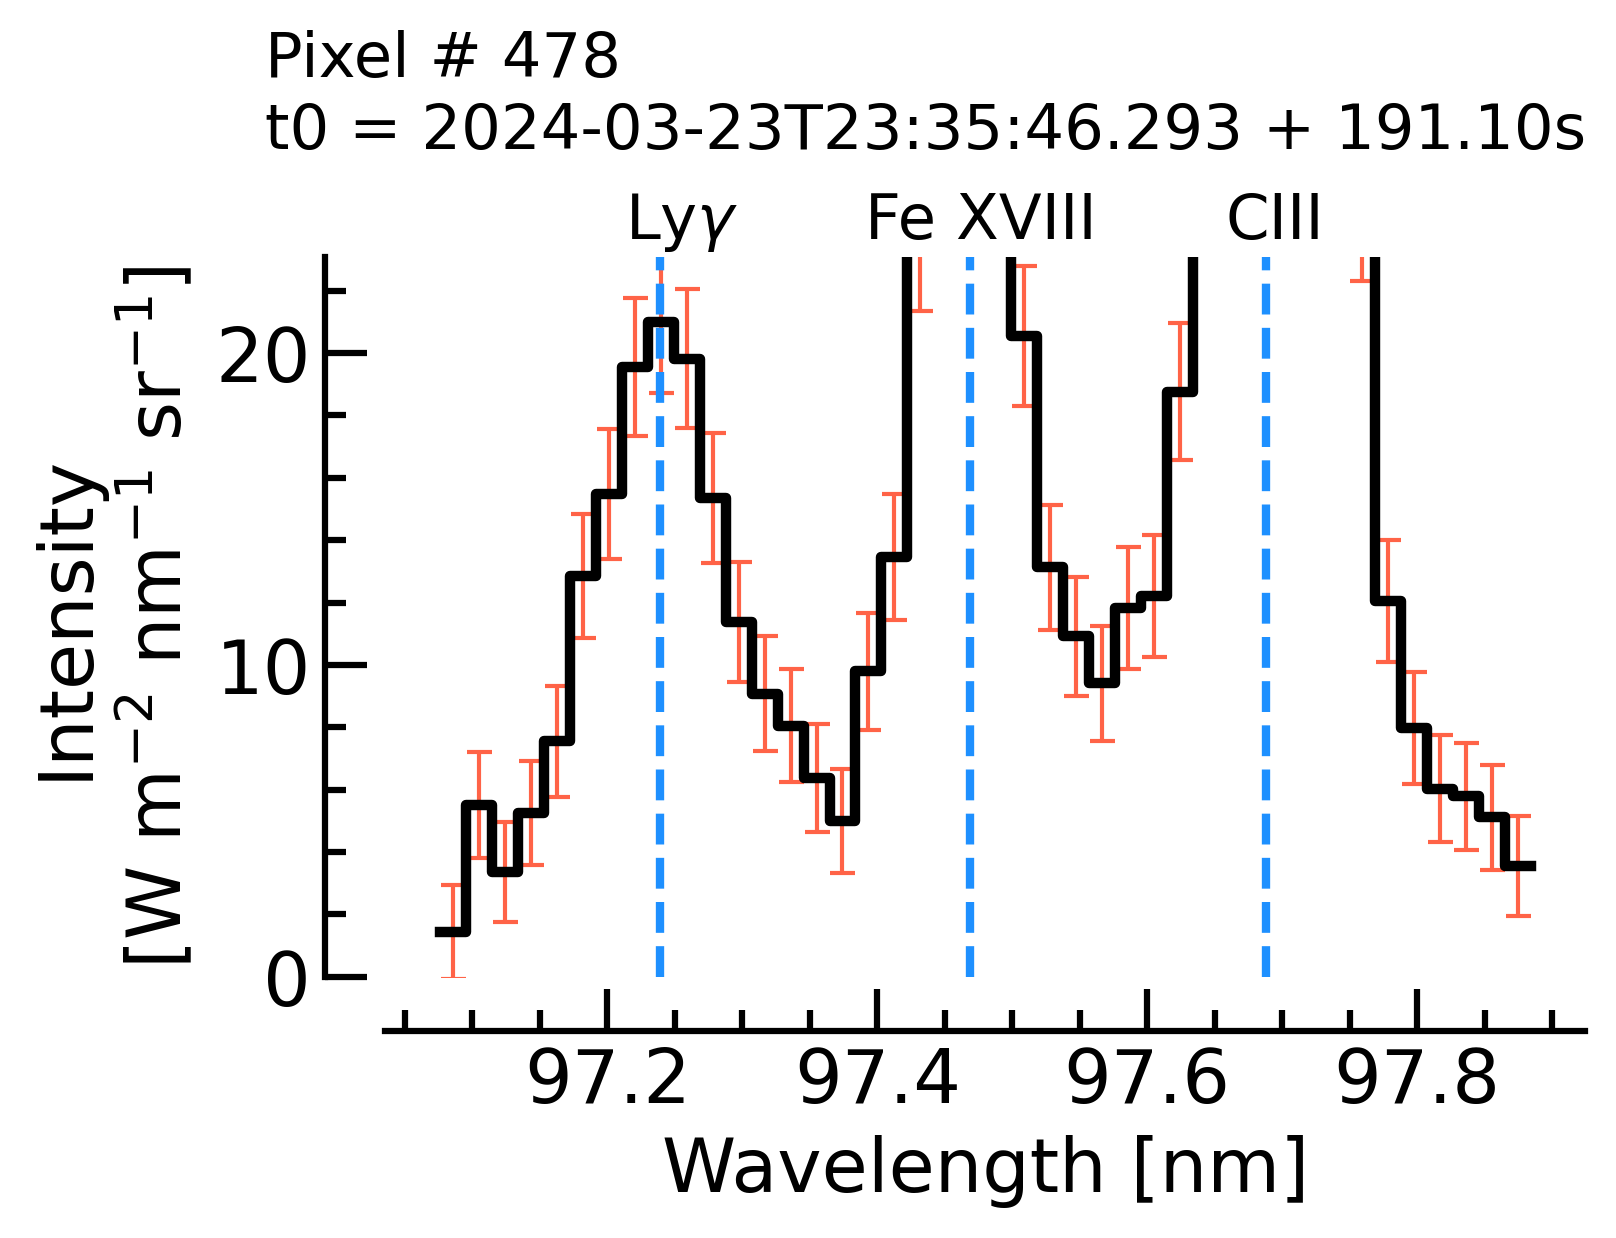 Pixel # 478
t0 = 2024-03-23T23:35:46.293 + 191.10s
Lyγ Fe XVIII CIII
Intensity
[W m⁻² nm⁻¹ sr⁻¹]
20
10
0
97.2 97.4 97.6 97.8
Wavelength [nm]